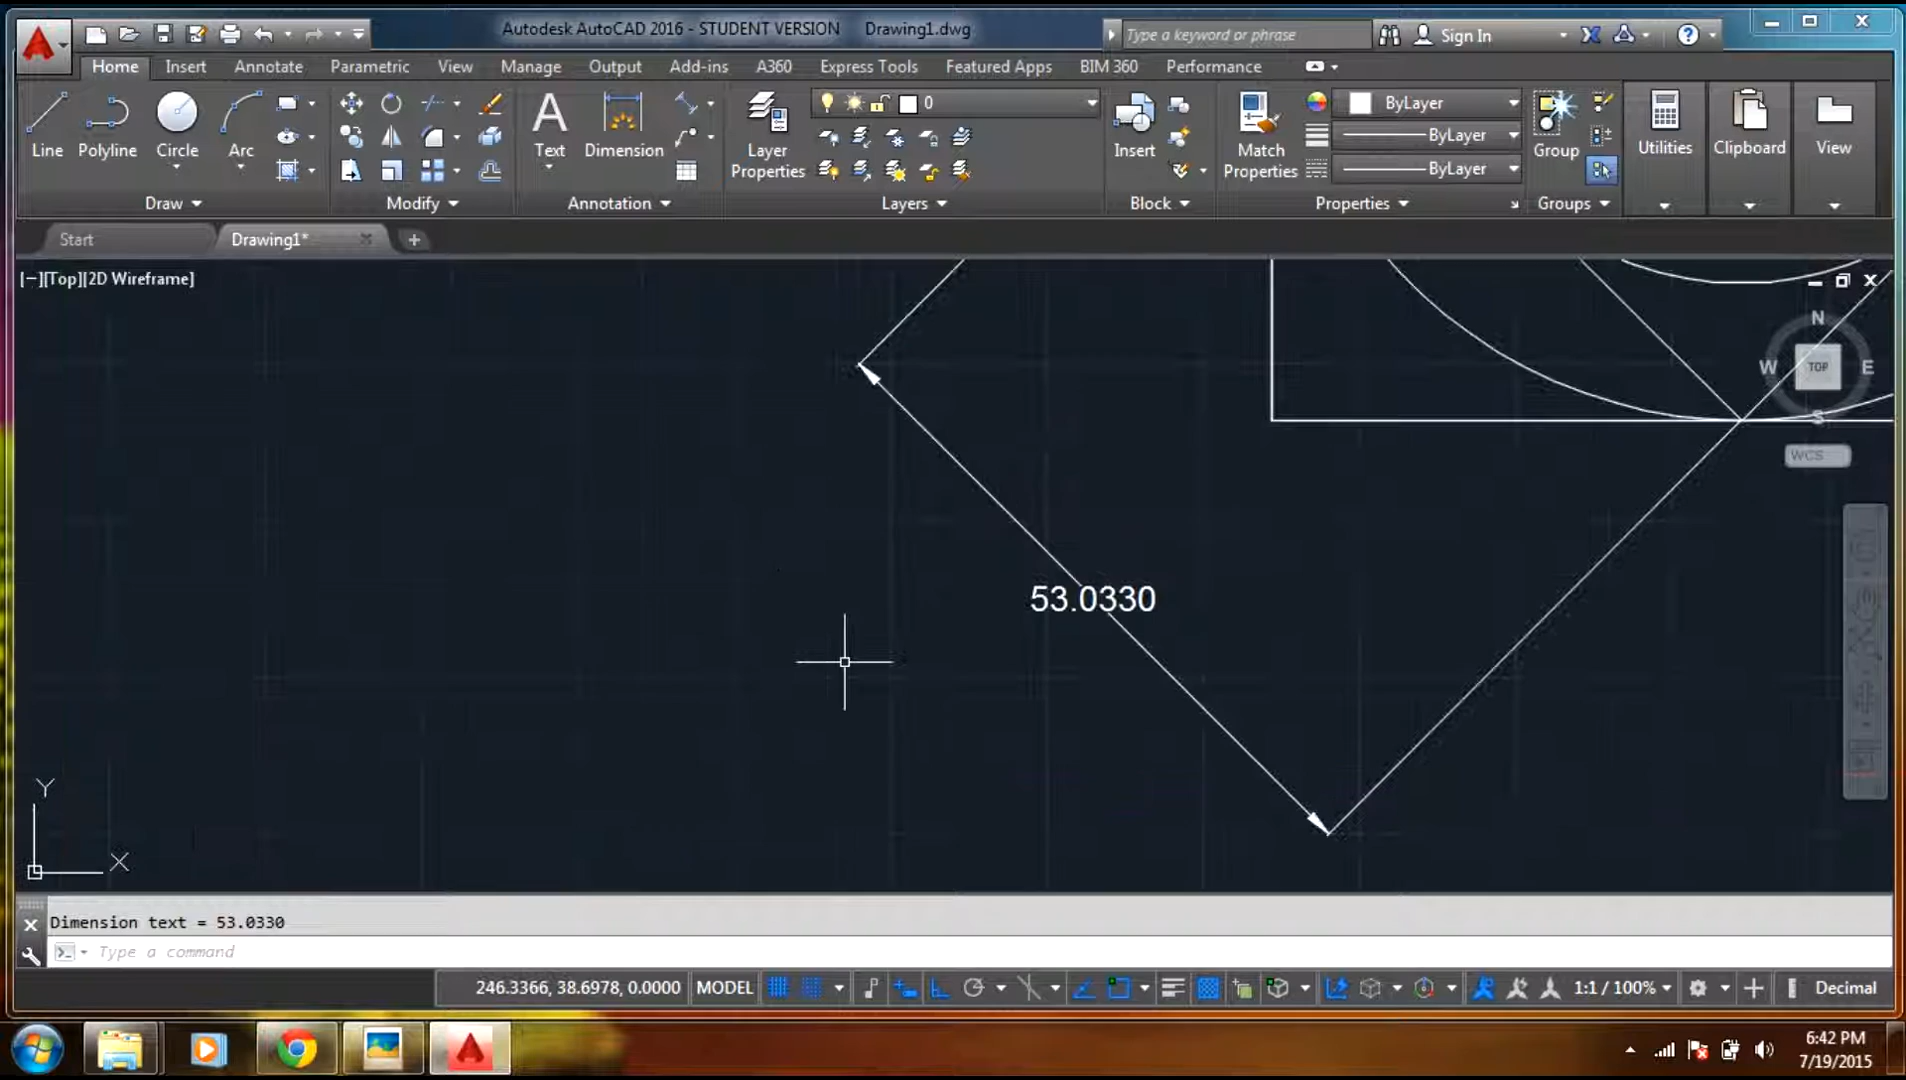 Autodesk AutoCAD 2016 - STUDENT VERSION Drawing1.dwg
Type a keyword or phrase
Sign In
Home Insert Annotate Parametric View Manage Output Add-ins A360 Express Tools Featured Apps BIM 360 Performance
Line Polyline Circle Arc
Text Dimension
Layer Properties
0
Insert
Match Properties
ByLayer
ByLayer
ByLayer
Group
Utilities Clipboard View
Draw Modify Annotation Layers Block Properties Groups
Start Drawing1*
[−][Top][2D Wireframe]
N
W TOP E
S
WCS
53.0330
Y
X
Dimension text = 53.0330
Type a command
246.3366, 38.6978, 0.0000 MODEL 1:1 / 100% Decimal
6:42 PM
7/19/2015